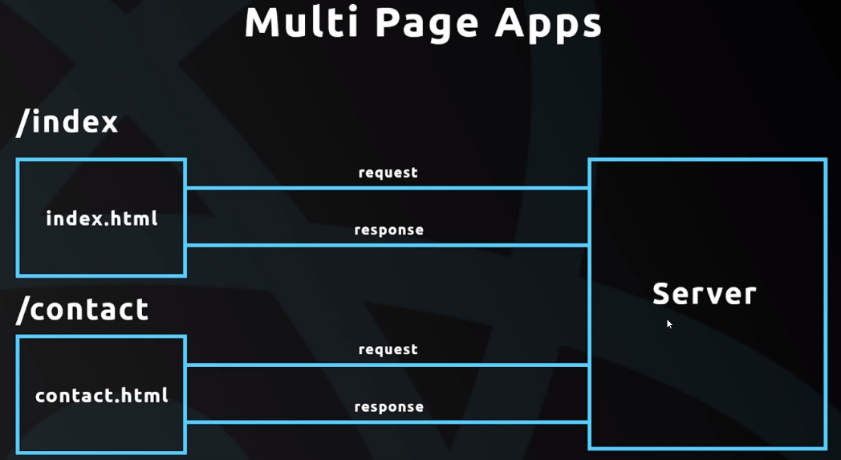 Multi Page Apps
/index
index.html
request
response
/contact
contact.html
request
response
Server